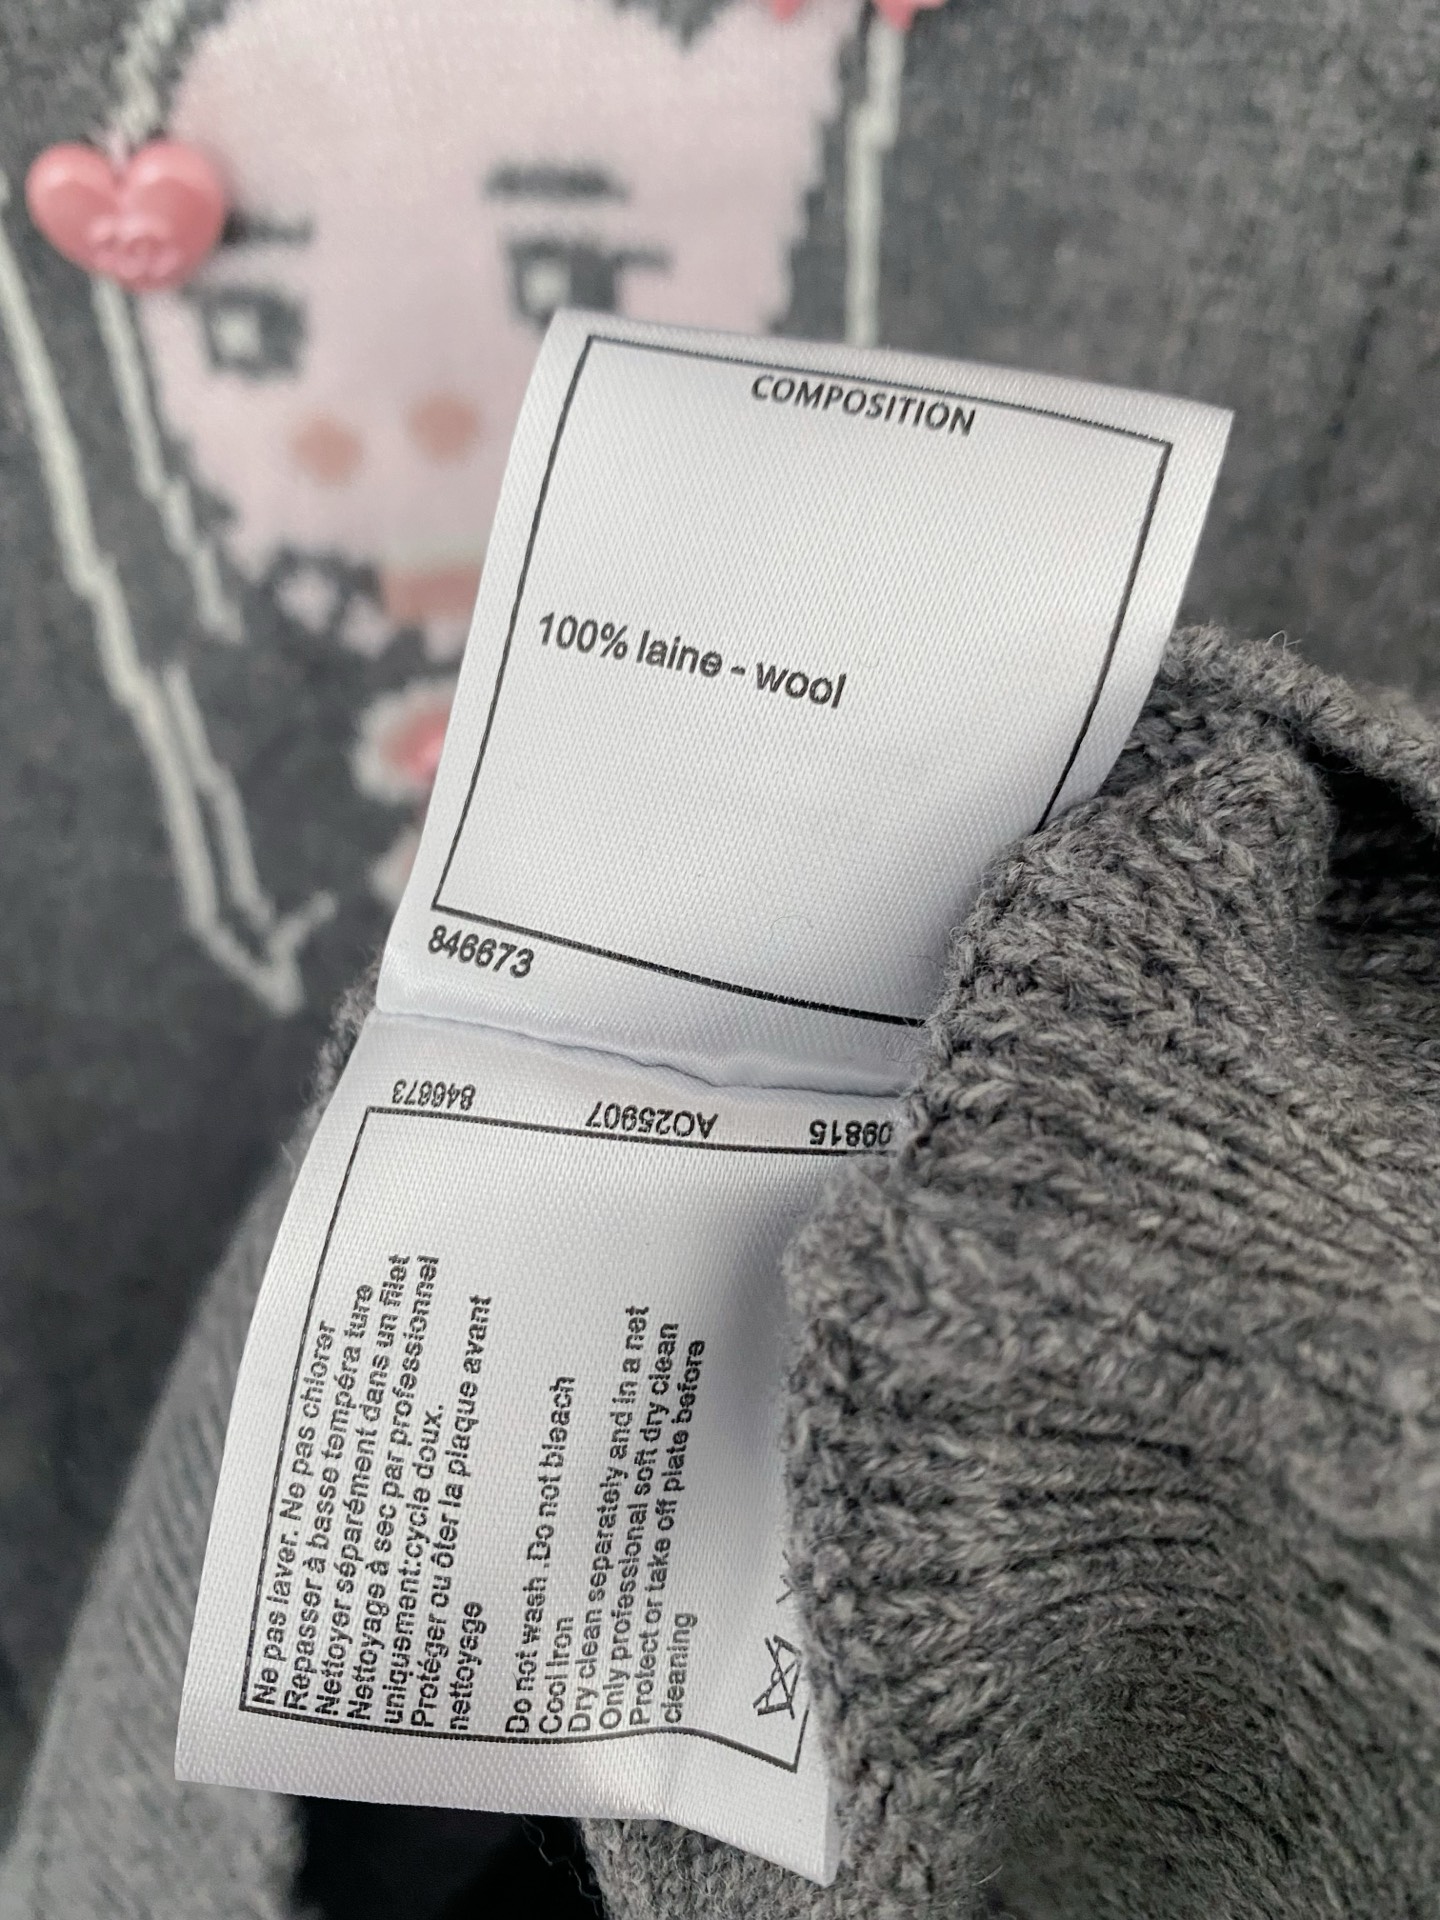 COMPOSITION
100% laine - wool
846673
846673 AO25907 09815
Ne pas laver. Ne pas chlorer
Repasser à basse tempéra ture
Nettoyer séparément dans un filet
Nettoyage à sec par professionnel
uniquement:cycle doux.
Protéger ou ôter la plaque avant
nettoyage
Do not wash .Do not bleach
Cool Iron
Dry clean separately and in a net
Only professional soft dry clean
Protect or take off plate before
cleaning